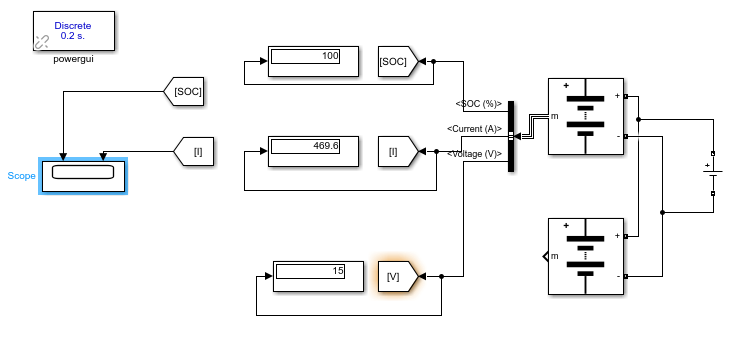 Discrete
0.2 s.
powergui
100
[SOC]
[SOC]
<SOC (%)>
+
+
m
-
<Current (A)>
469.6
[I]
[I]
<Voltage (V)>
+
Scope
+
+
m
-
15
[V]